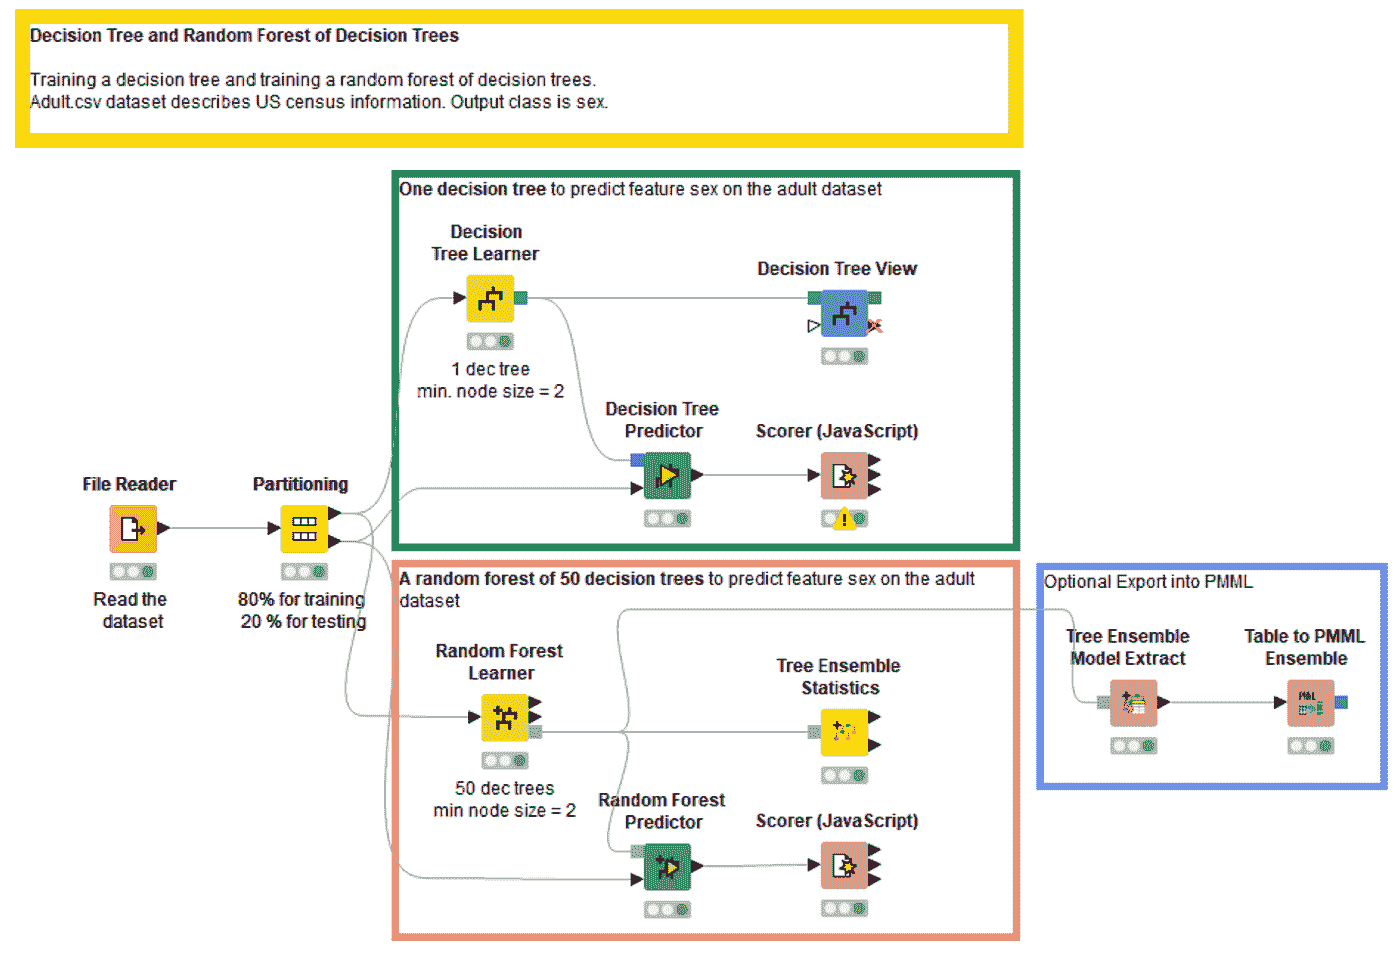 Decision Tree and Random Forest of Decision Trees
Training a decision tree and training a random forest of decision trees.
Adult.csv dataset describes US census information. Output class is sex.
One decision tree to predict feature sex on the adult dataset
Decision
Tree Learner
1 dec tree
min. node size = 2
Decision Tree View
Decision Tree
Predictor
Scorer (JavaScript)
File Reader
Read the
dataset
Partitioning
80% for training
20 % for testing
A random forest of 50 decision trees to predict feature sex on the adult
dataset
Random Forest
Learner
50 dec trees
min node size = 2
Tree Ensemble
Statistics
Random Forest
Predictor
Scorer (JavaScript)
Optional Export into PMML
Tree Ensemble
Model Extract
Table to PMML
Ensemble